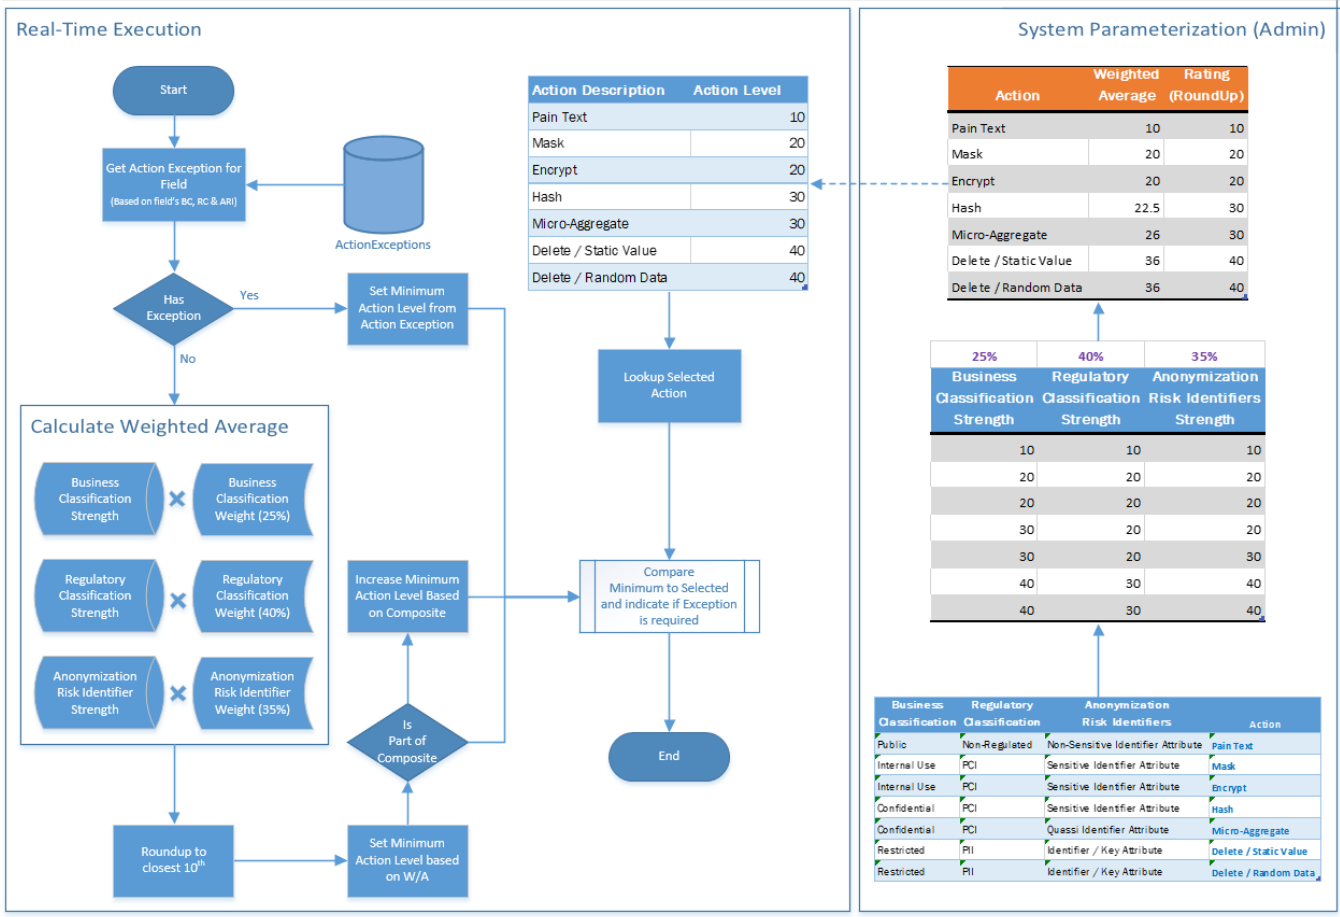 Real-Time Execution
Start
Get Action Exception for
Field
(Based on field's BC, RC & ARI)
ActionExceptions
Has
Exception
Yes
No
Set Minimum
Action Level from
Action Exception
Calculate Weighted Average
Business
Classification
Strength
×
Business
Classification
Weight (25%)
Regulatory
Classification
Strength
×
Regulatory
Classification
Weight (40%)
Anonymization
Risk Identifier
Strength
×
Anonymization
Risk Identifier
Weight (35%)
Roundup to
closest 10th
Set Minimum
Action Level based
on W/A
Is
Part of
Composite
Increase Minimum
Action Level Based
on Composite
Action Description Action Level
Pain Text 10
Mask 20
Encrypt 20
Hash 30
Micro-Aggregate 30
Delete / Static Value 40
Delete / Random Data 40
Lookup Selected
Action
Compare
Minimum to Selected
and indicate if Exception
is required
End
System Parameterization (Admin)
Weighted Rating
Action Average (RoundUp)
Pain Text 10 10
Mask 20 20
Encrypt 20 20
Hash 22.5 30
Micro-Aggregate 26 30
Delete / Static Value 36 40
Delete / Random Data 36 40
25% 40% 35%
Business Regulatory Anonymization
Classification Classification Risk Identifiers
Strength Strength Strength
10 10 10
20 20 20
20 20 20
30 20 20
30 20 30
40 30 40
40 30 40
Business Regulatory Anonymization
Classification Classification Risk Identifiers Action
Public Non-Regulated Non-Sensitive Identifier Attribute Pain Text
Internal Use PCI Sensitive Identifier Attribute Mask
Internal Use PCI Sensitive Identifier Attribute Encrypt
Confidential PCI Sensitive Identifier Attribute Hash
Confidential PCI Quassi Identifier Attribute Micro-Aggregate
Restricted PII Identifier / Key Attribute Delete / Static Value
Restricted PII Identifier / Key Attribute Delete / Random Data